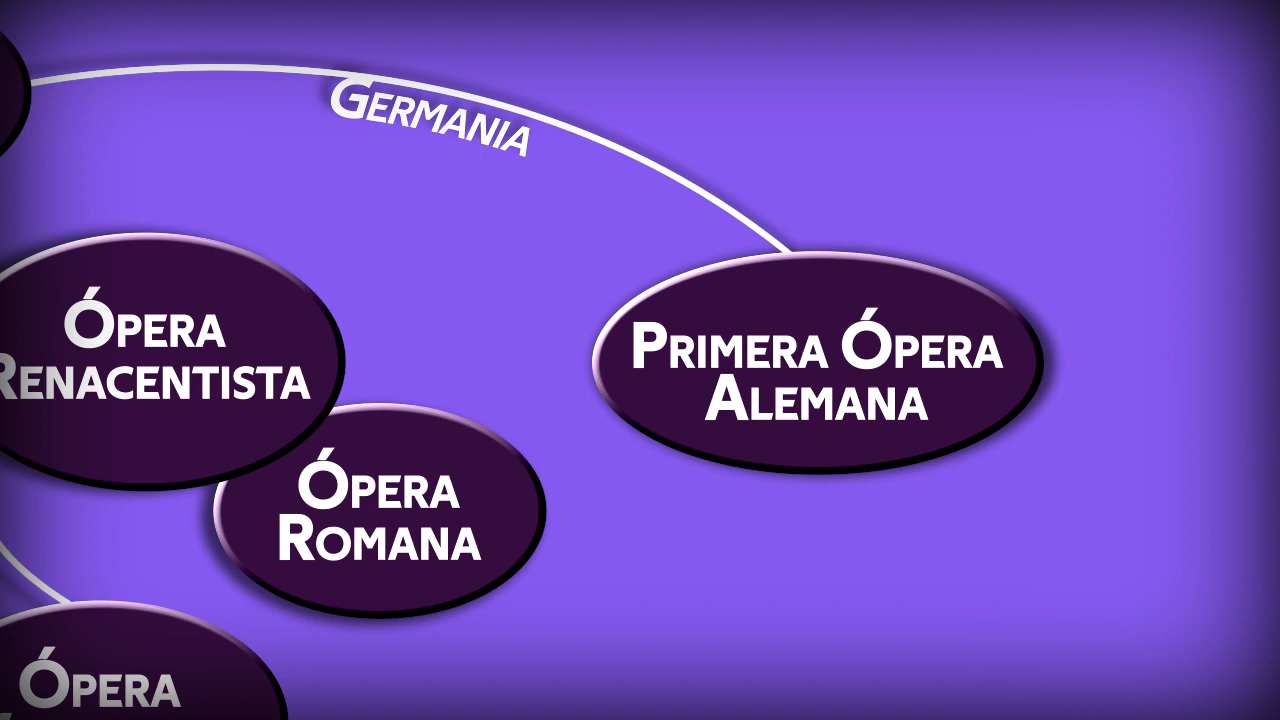 Germania
Ópera
Renacentista
Primera Ópera
Alemana
Ópera
Romana
Ópera